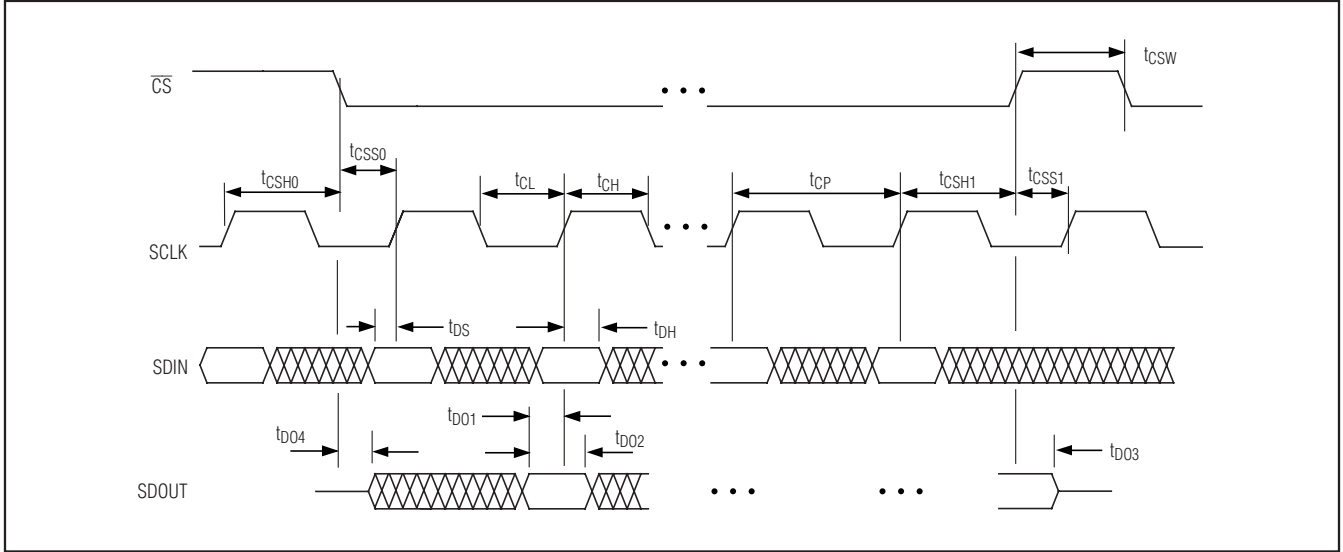 CS
tCSW
tCSS0
tCSH0
tCL
tCH
tCP
tCSH1
tCSS1
SCLK
tDS
tDH
SDIN
tDO1
tDO4
tDO2
tDO3
SDOUT